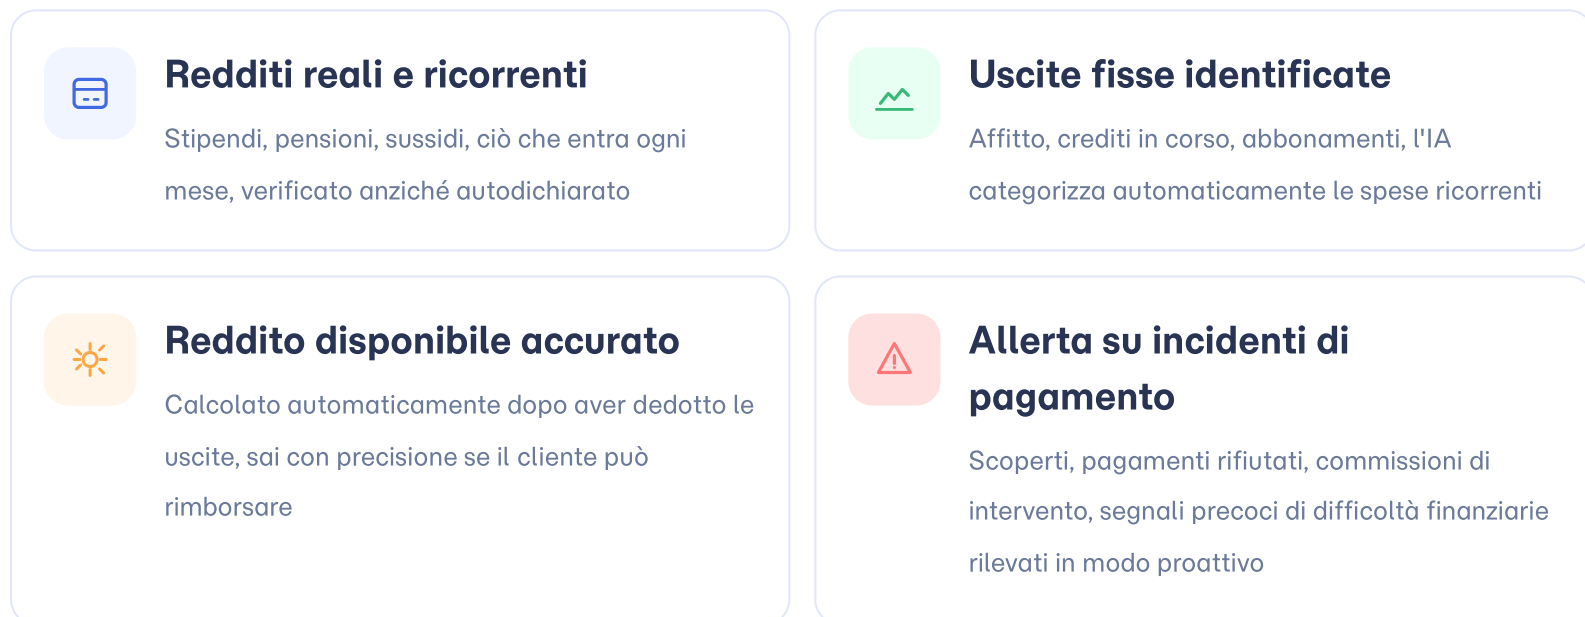 Redditi reali e ricorrenti
Stipendi, pensioni, sussidi, ciò che entra ogni
mese, verificato anziché autodichiarato
Uscite fisse identificate
Affitto, crediti in corso, abbonamenti, l'IA
categorizza automaticamente le spese ricorrenti
Reddito disponibile accurato
Calcolato automaticamente dopo aver dedotto le
uscite, sai con precisione se il cliente può
rimborsare
Allerta su incidenti di
pagamento
Scoperti, pagamenti rifiutati, commissioni di
intervento, segnali precoci di difficoltà finanziarie
rilevati in modo proattivo